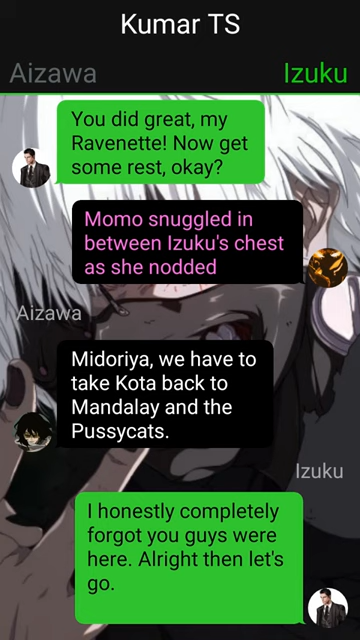 Kumar TS
Aizawa
Izuku
You did great, my
Ravenette! Now get
some rest, okay?
Momo snuggled in
between Izuku's chest
as she nodded
Aizawa
Midoriya, we have to
take Kota back to
Mandalay and the
Pussycats.
Izuku
I honestly completely
forgot you guys were
here. Alright then let's
go.